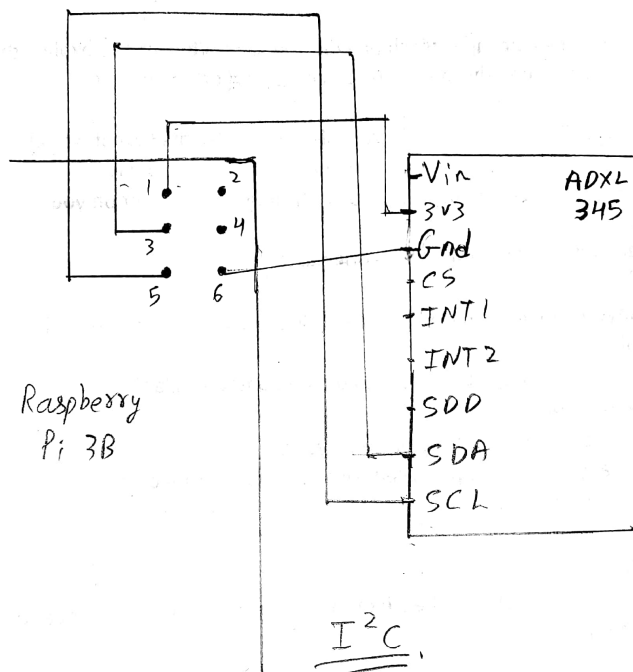 1 2
3 4
5 6
Raspberry
Pi 3B
Vin
3v3
Gnd
CS
INT1
INT2
SDD
SDA
SCL
ADXL
345
I²C